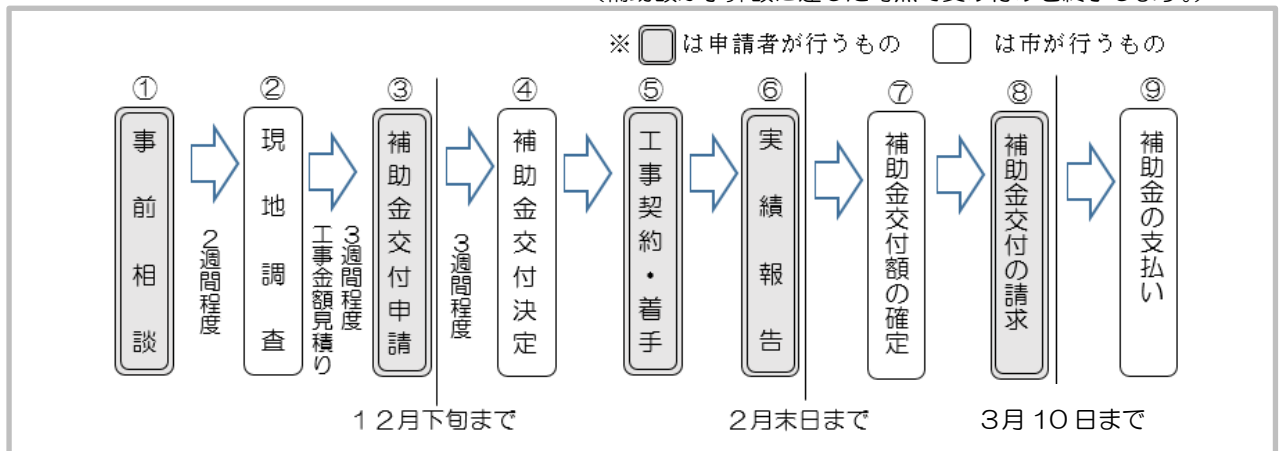 ※ は申請者が行うもの は市が行うもの
①
事前相談
2週間程度
②
現地調査
3週間程度
工事金額見積り
③
補助金交付申請
3週間程度
④
補助金交付決定
⑤
工事契約・着手
⑥
実績報告
⑦
補助金交付額の確定
⑧
補助金交付の請求
⑨
補助金の支払い
12月下旬まで
2月末日まで
3月10日まで